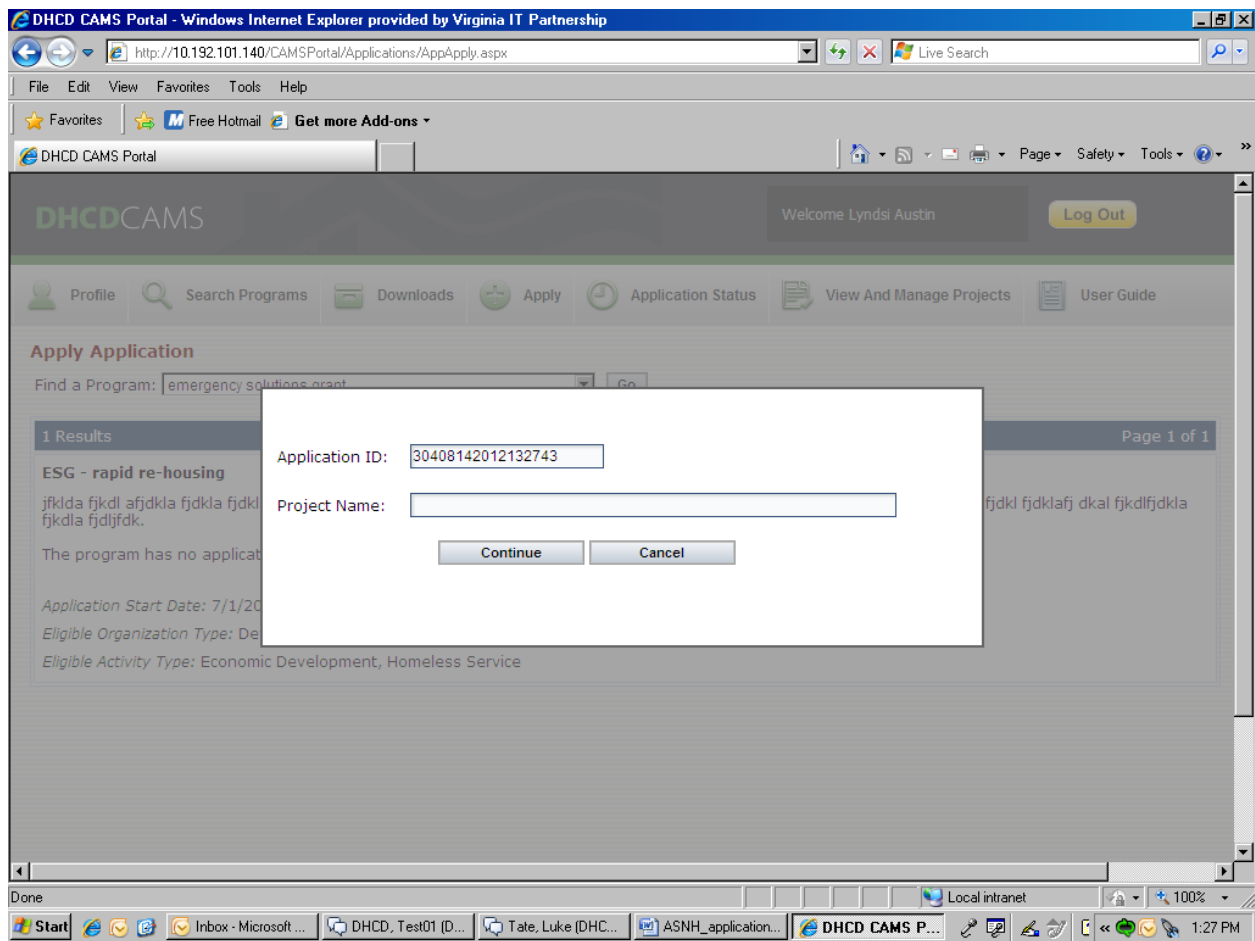 DHCD CAMS Portal - Windows Internet Explorer provided by Virginia IT Partnership
http://10.192.101.140/CAMSPortal/Applications/AppApply.aspx
Live Search
File Edit View Favorites Tools Help
Favorites Free Hotmail Get more Add-ons
DHCD CAMS Portal
Page Safety Tools
DHCDCAMS
Welcome Lyndsi Austin
Log Out
Profile Search Programs Downloads Apply Application Status View And Manage Projects User Guide
Apply Application
Find a Program: emergency solutions grant Go
1 Results Page 1 of 1
ESG - rapid re-housing
Application ID: 30408142012132743
jfklda fjkdl afjdkla fjdkla fjdkl fjdkl fjdklafj dkal fjkdlfjdkla
fjkdla fjdljfdk.
Project Name:
The program has no applicat
Continue Cancel
Application Start Date: 7/1/20
Eligible Organization Type: De
Eligible Activity Type: Economic Development, Homeless Service
Done Local intranet 100%
Start Inbox - Microsoft ... DHCD, Test01 (D... Tate, Luke (DHC... ASNH_application... DHCD CAMS P... 1:27 PM